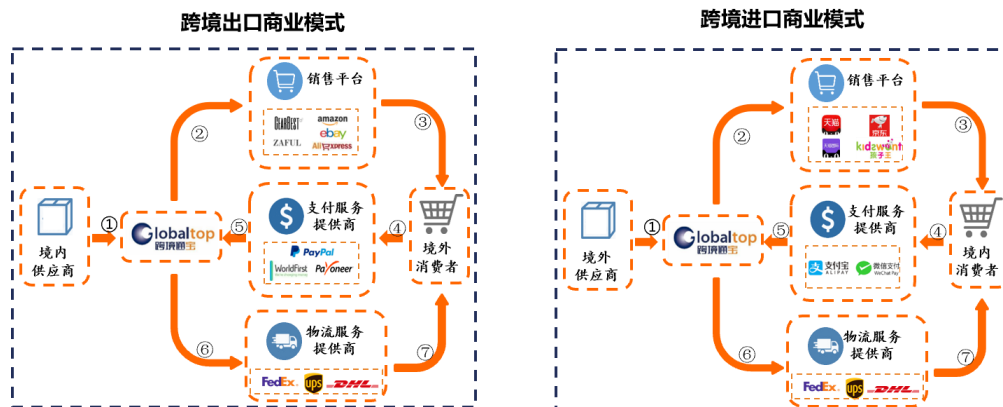 跨境出口商业模式
销售平台
GEARBEST
amazon
ebay
ZAFUL
AliExpress
②
③
境内
供应商
①
Globaltop
跨境通宝
⑤
支付服务
提供商
PayPal
WorldFirst
Payoneer
④
境外
消费者
⑥
物流服务
提供商
FedEx
ups
DHL
⑦
跨境进口商业模式
销售平台
天猫
京东
kidswant
孩子王
②
③
境外
供应商
①
Globaltop
跨境通宝
⑤
支付服务
提供商
支付宝
ALIPAY
微信支付
WeChat Pay
④
境内
消费者
⑥
物流服务
提供商
FedEx
ups
DHL
⑦